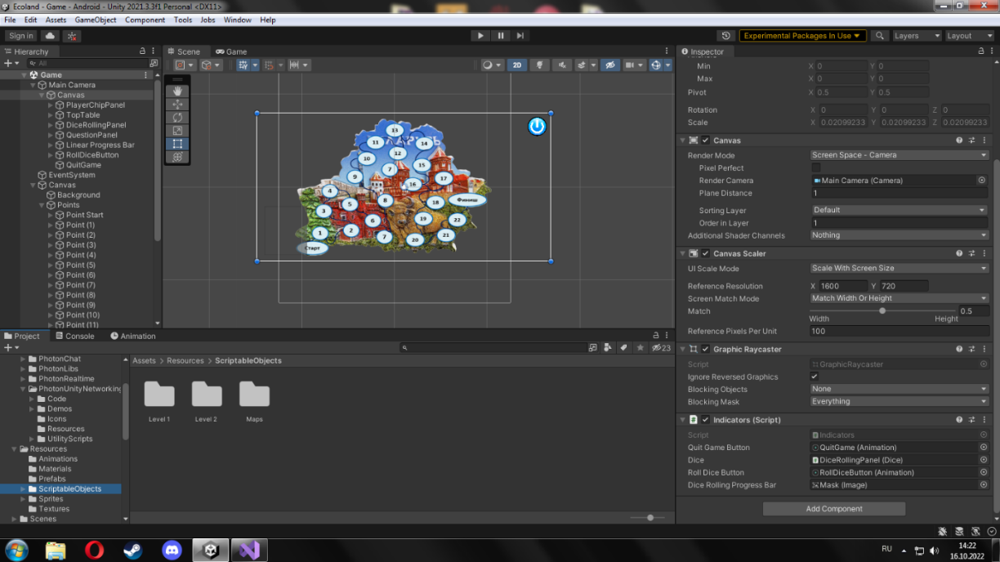 Ecoland - Game - Android - Unity 2021.3.3f1 Personal <DX11>
File Edit Assets GameObject Component Tools Jobs Window Help
Sign in
Experimental Packages In Use
Layers
Layout
Hierarchy
All
Game
Main Camera
Canvas
PlayerChipPanel
TopTable
DiceRollingPanel
QuestionPanel
Linear Progress Bar
RollDiceButton
QuitGame
EventSystem
Canvas
Background
Points
Point Start
Point (1)
Point (2)
Point (3)
Point (4)
Point (5)
Point (6)
Point (7)
Point (8)
Point (9)
Point (10)
Point (11)
Scene
Game
2D
13
11
14
12
10
15
7
9
17
16
4
8
Финиш
5
18
3
6
19
22
2
1
7
20
21
Старт
Inspector
Min X 0 Y 0
Max X 0 Y 0
Pivot X 0.5 Y 0.5
Rotation X 0 Y 0 Z 0
Scale X 0.02099233 Y 0.02099233 Z 0.02099233
Canvas
Render Mode Screen Space - Camera
Pixel Perfect
Render Camera Main Camera (Camera)
Plane Distance 1
Sorting Layer Default
Order in Layer 1
Additional Shader Channels Nothing
Canvas Scaler
UI Scale Mode Scale With Screen Size
Reference Resolution X 1600 Y 720
Screen Match Mode Match Width Or Height
Match 0.5
Width Height
Reference Pixels Per Unit 100
Graphic Raycaster
Script GraphicRaycaster
Ignore Reversed Graphics
Blocking Objects None
Blocking Mask Everything
Indicators (Script)
Script Indicators
Quit Game Button QuitGame (Animation)
Dice DiceRollingPanel (Dice)
Roll Dice Button RollDiceButton (Animation)
Dice Rolling Progress Bar Mask (Image)
Add Component
Project
Console
Animation
23
PhotonChat
PhotonLibs
PhotonRealtime
PhotonUnityNetworking
Code
Demos
Icons
Resources
UtilityScripts
Resources
Animations
Materials
Prefabs
ScriptableObjects
Sprites
Textures
Scenes
Assets > Resources > ScriptableObjects
Level 1
Level 2
Maps
RU
14:22
16.10.2022